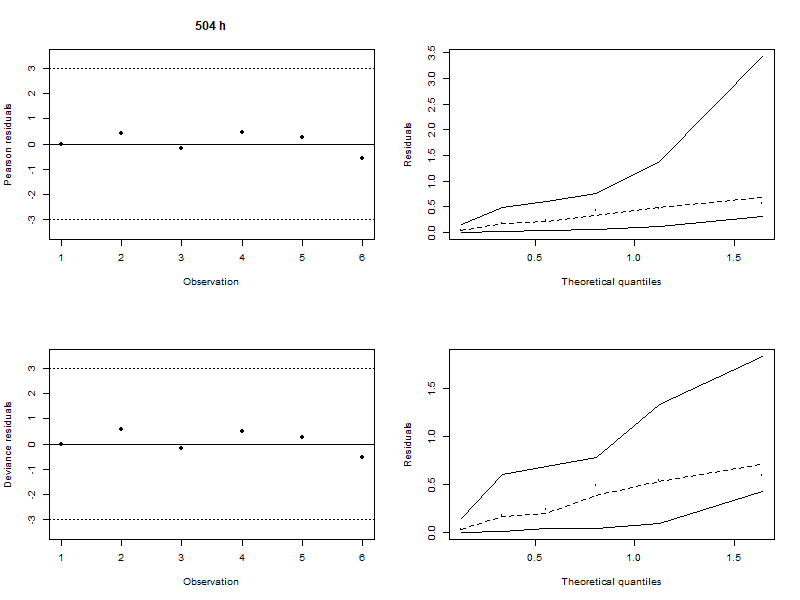 504 h
Pearson residuals
3
2
1
0
-1
-2
-3
1 2 3 4 5 6
Observation
Residuals
3.5
3.0
2.5
2.0
1.5
1.0
0.5
0.0
0.5 1.0 1.5
Theoretical quantiles
Deviance residuals
3
2
1
0
-1
-2
-3
1 2 3 4 5 6
Observation
Residuals
1.5
1.0
0.5
0.0
0.5 1.0 1.5
Theoretical quantiles